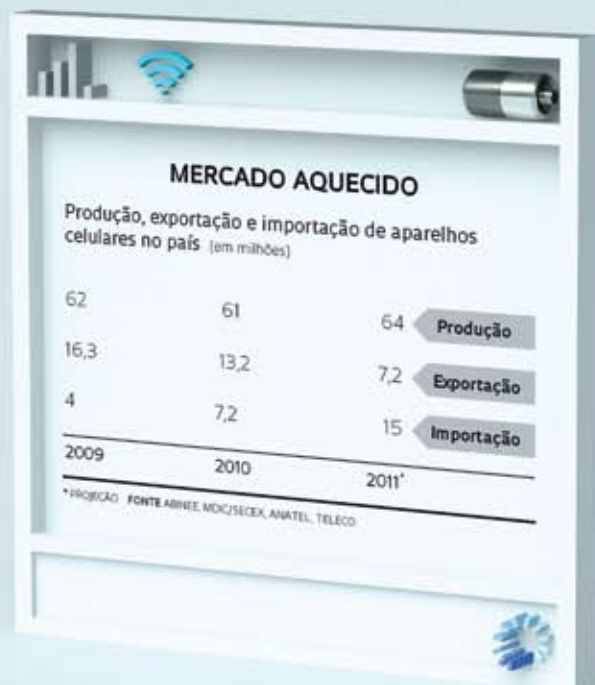 MERCADO AQUECIDO
Produção, exportação e importação de aparelhos
celulares no país (em milhões)
62 61 64 Produção
16,3 13,2 7,2 Exportação
4 7,2 15 Importação
2009 2010 2011*
* PROJEÇÃO FONTE ABINEE, MDIC/SECEX, ANATEL, TELECO